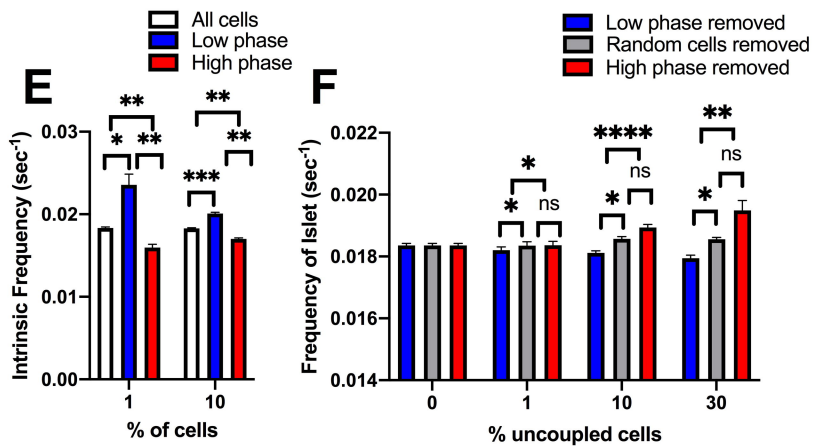 E
All cells
Low phase
High phase
Intrinsic Frequency (sec⁻¹)
0.03
0.02
0.01
0.00
** **
* ** *** **
1 10
% of cells
F
Low phase removed
Random cells removed
High phase removed
Frequency of Islet (sec⁻¹)
0.022
0.020
0.018
0.016
0.014
* * ns
**** * ns
** * ns
0 1 10 30
% uncoupled cells